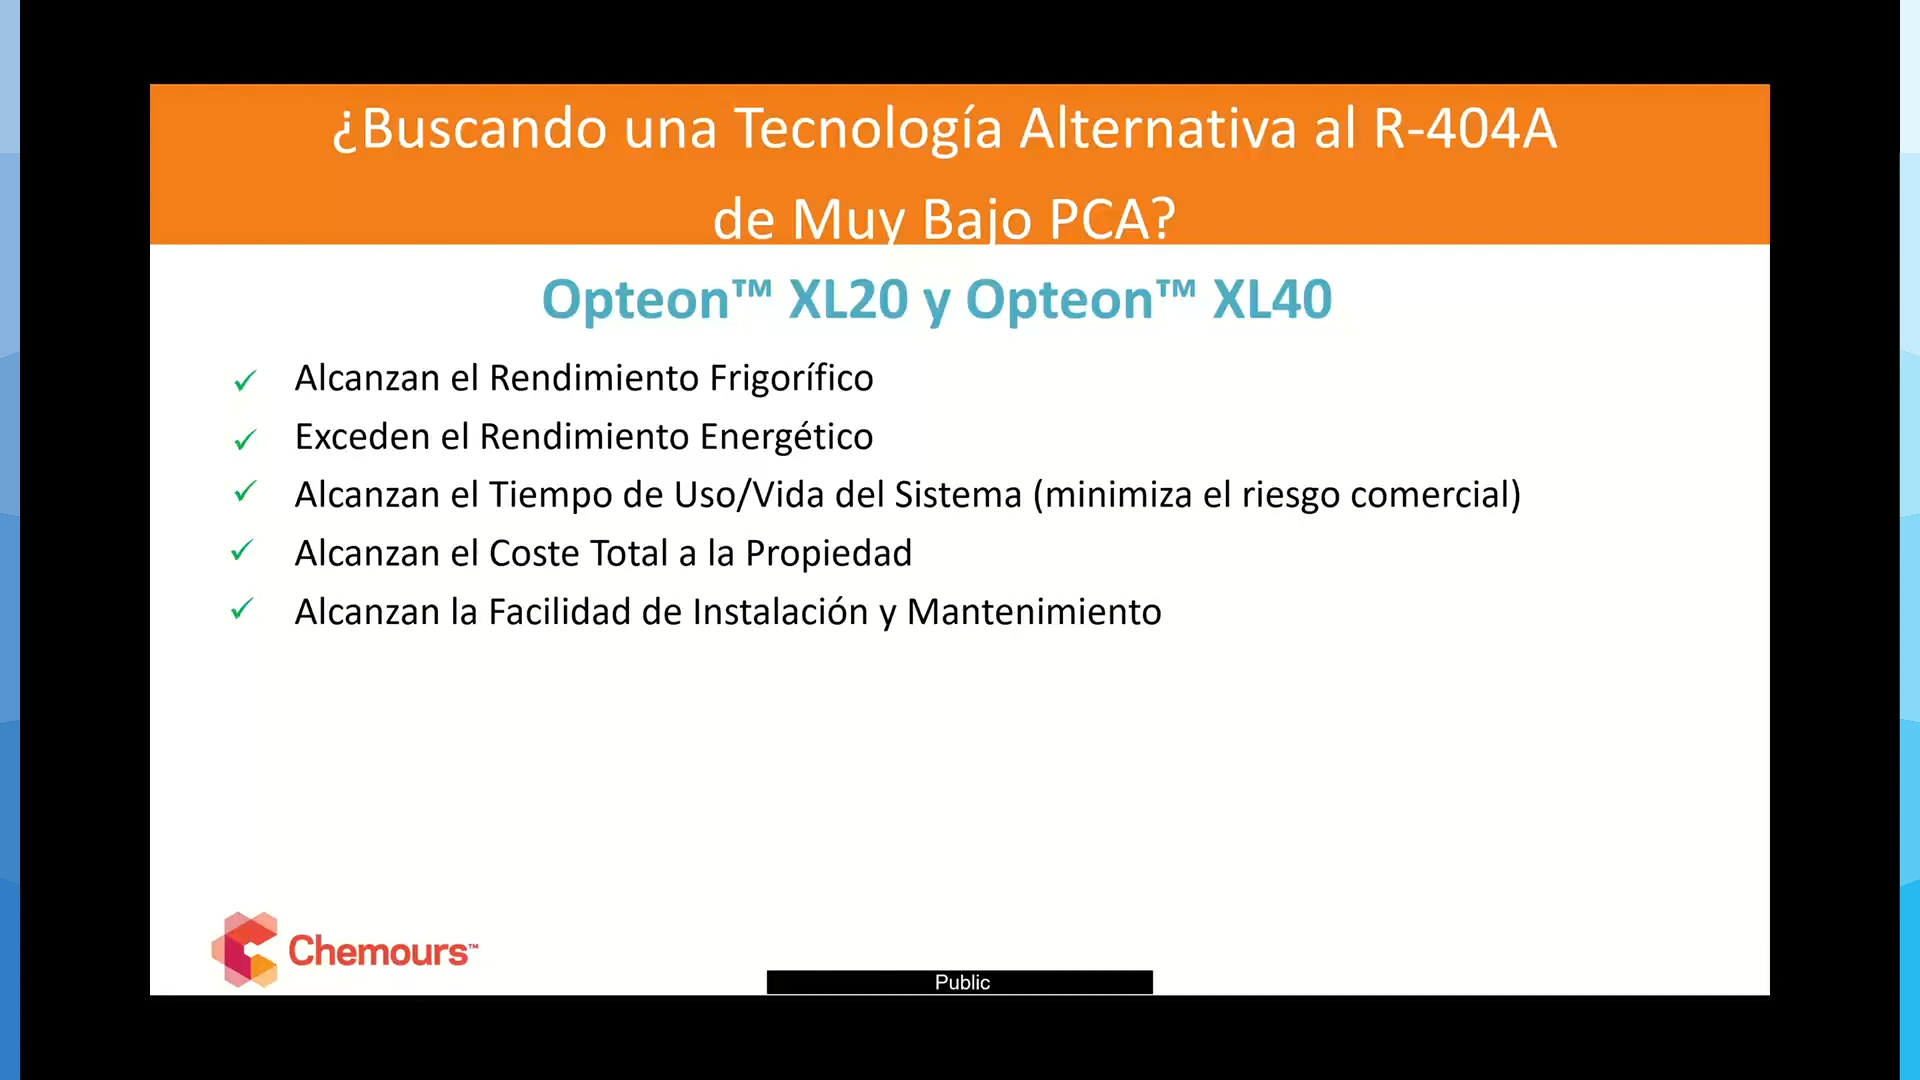 ¿Buscando una Tecnología Alternativa al R-404A
de Muy Bajo PCA?
Opteon™ XL20 y Opteon™ XL40
✓ Alcanzan el Rendimiento Frigorífico
✓ Exceden el Rendimiento Energético
✓ Alcanzan el Tiempo de Uso/Vida del Sistema (minimiza el riesgo comercial)
✓ Alcanzan el Coste Total a la Propiedad
✓ Alcanzan la Facilidad de Instalación y Mantenimiento
Chemours™
Public